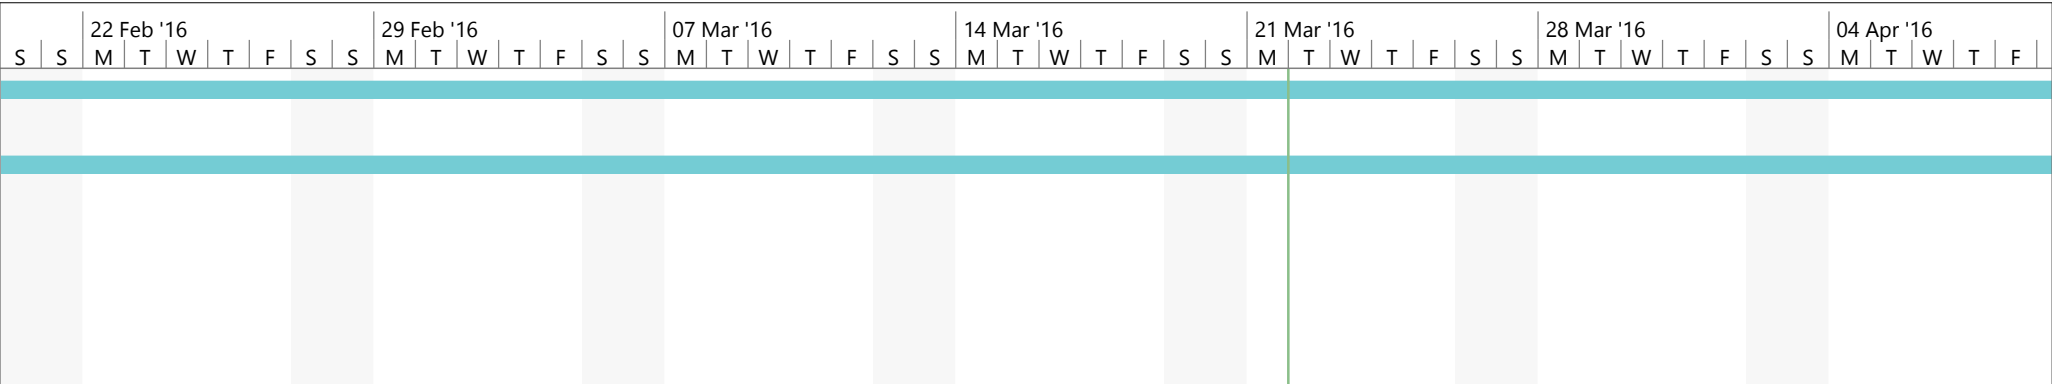 22 Feb '16 29 Feb '16 07 Mar '16 14 Mar '16 21 Mar '16 28 Mar '16 04 Apr '16
S S M T W T F S S M T W T F S S M T W T F S S M T W T F S S M T W T F S S M T W T F S S M T W T F